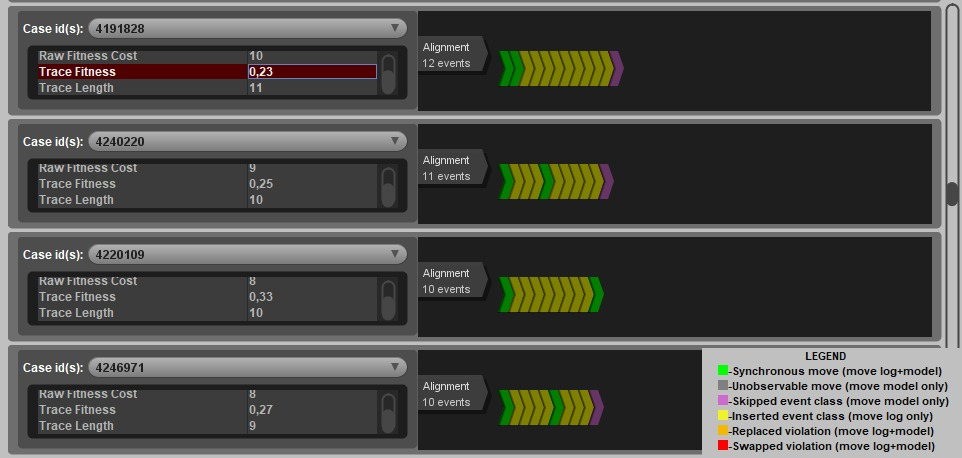 Case id(s): 4191828
Raw Fitness Cost 10
Trace Fitness 0,23
Trace Length 11
Alignment
12 events
Case id(s): 4240220
Raw Fitness Cost 9
Trace Fitness 0,25
Trace Length 10
Alignment
11 events
Case id(s): 4220109
Raw Fitness Cost 8
Trace Fitness 0,33
Trace Length 10
Alignment
10 events
Case id(s): 4246971
Raw Fitness Cost 8
Trace Fitness 0,27
Trace Length 9
Alignment
10 events
LEGEND
-Synchronous move (move log+model)
-Unobservable move (move model only)
-Skipped event class (move model only)
-Inserted event class (move log only)
-Replaced violation (move log+model)
-Swapped violation (move log+model)